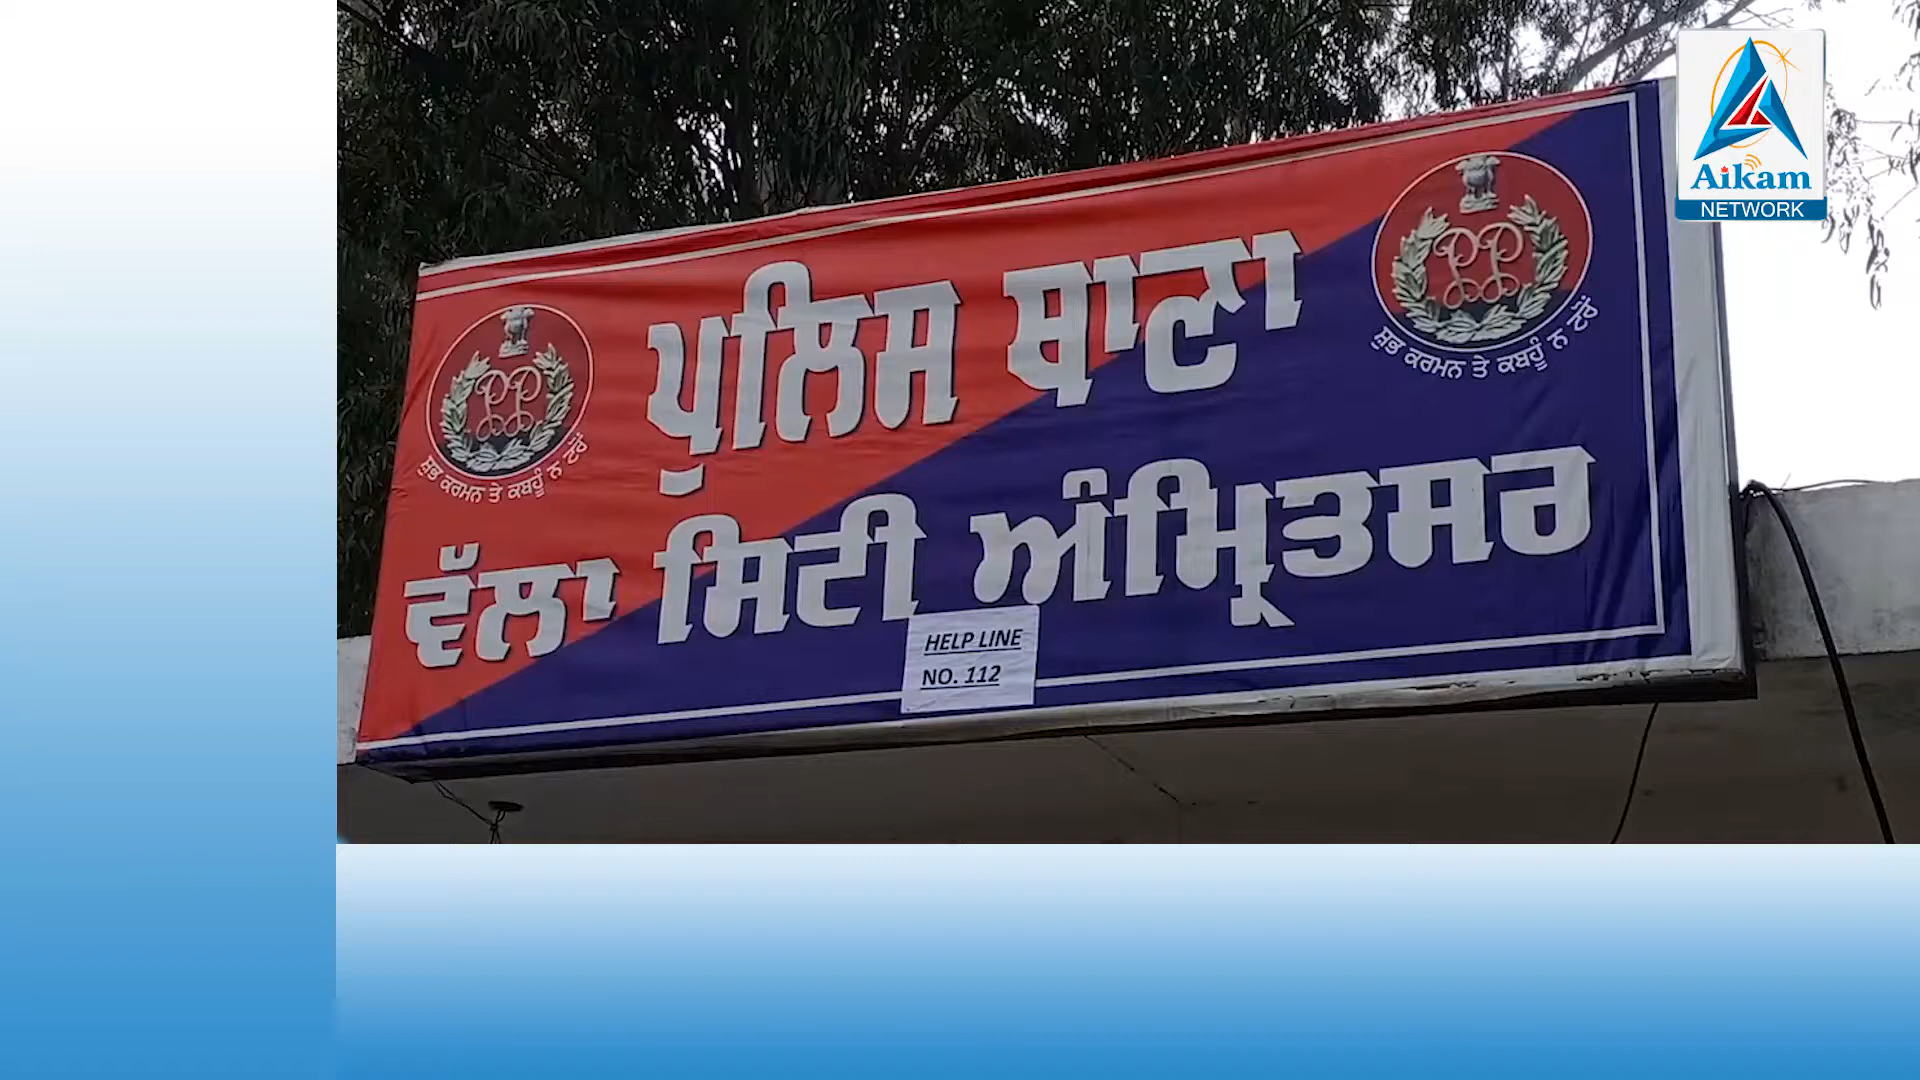 ਪੁਲਿਸ ਥਾਣਾ
ਵੱਲਾ ਸਿਟੀ ਅੰਮ੍ਰਿਤਸਰ
ਸ਼ੁਭ ਕਰਮਨ ਤੇ ਕਬਹੂੰ ਨ ਟਰੋਂ
ਸ਼ੁਭ ਕਰਮਨ ਤੇ ਕਬਹੂੰ ਨ ਟਰੋਂ
HELP LINE
NO. 112
Aikam
NETWORK